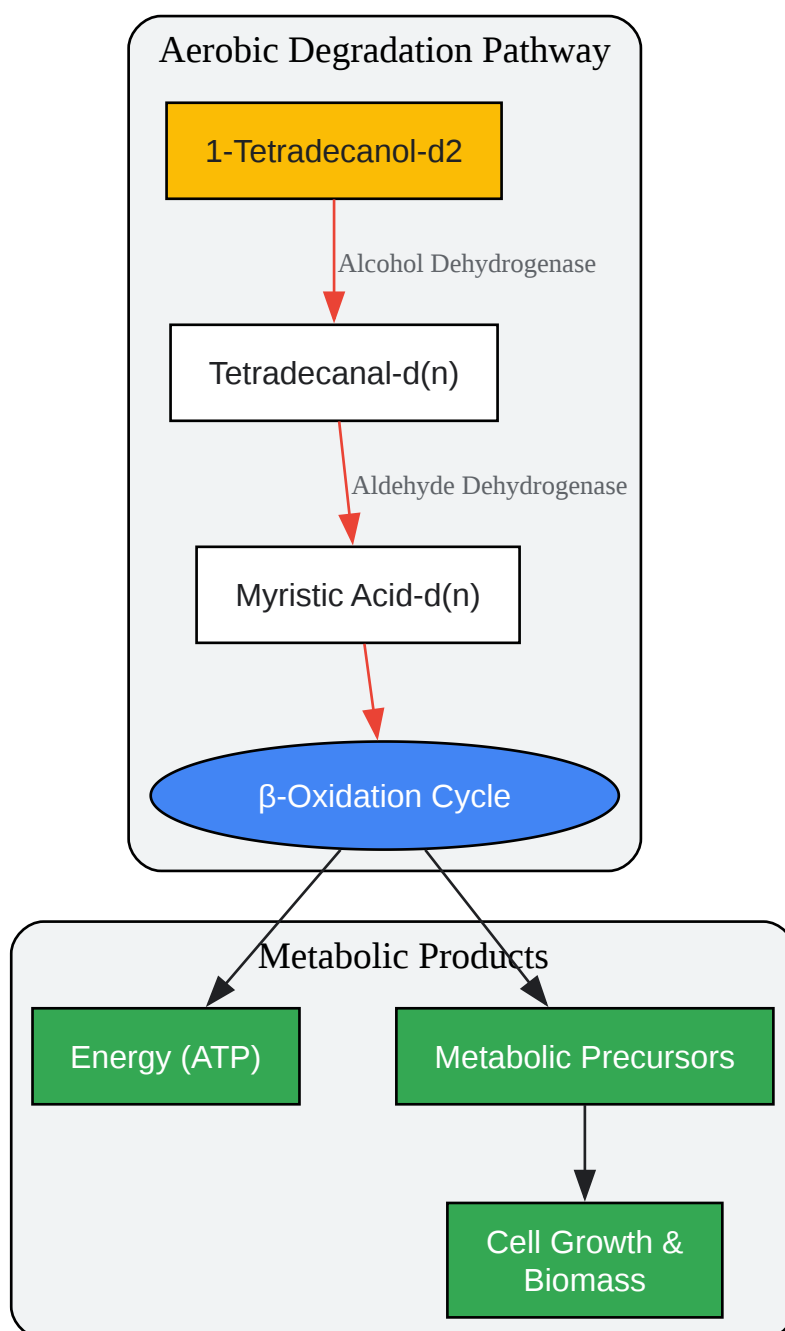 Aerobic Degradation Pathway
1-Tetradecanol-d2
Alcohol Dehydrogenase
Tetradecanal-d(n)
Aldehyde Dehydrogenase
Myristic Acid-d(n)
β-Oxidation Cycle
Metabolic Products
Energy (ATP)
Metabolic Precursors
Cell Growth &
Biomass